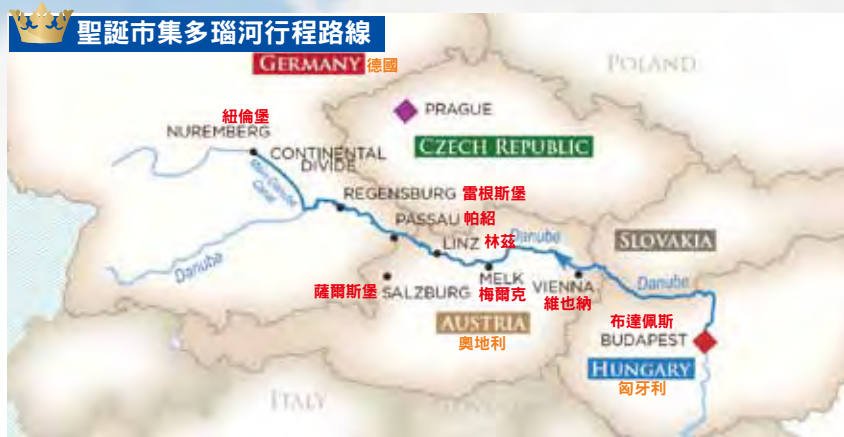 聖誕市集多瑙河行程路線
GERMANY 德國
POLAND
PRAGUE
紐倫堡
NUREMBERG
CZECH REPUBLIC
CONTINENTAL
DIVIDE
Main Danube
Canal
REGENSBURG 雷根斯堡
PASSAU 帕紹
LINZ 林茲
Danube
SLOVAKIA
Danube
MELK
梅爾克
VIENNA
維也納
Danube
薩爾斯堡 SALZBURG
AUSTRIA
奧地利
布達佩斯
BUDAPEST
HUNGARY
匈牙利
ITALY